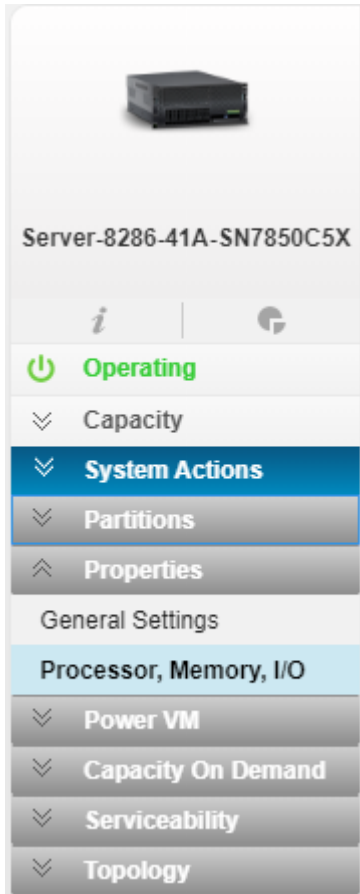 Server-8286-41A-SN7850C5X
Operating
Capacity
System Actions
Partitions
Properties
General Settings
Processor, Memory, I/O
Power VM
Capacity On Demand
Serviceability
Topology